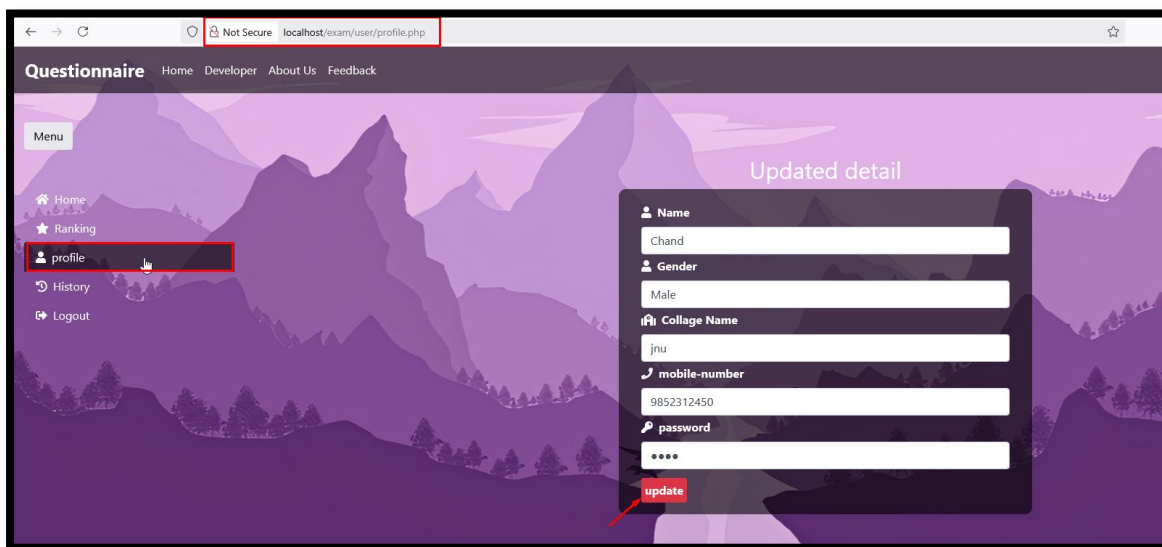 Not Secure localhost/exam/user/profile.php
Questionnaire Home Developer About Us Feedback
Menu
Home
Ranking
profile
History
Logout
Updated detail
Name
Chand
Gender
Male
Collage Name
jnu
mobile-number
9852312450
password
••••
update